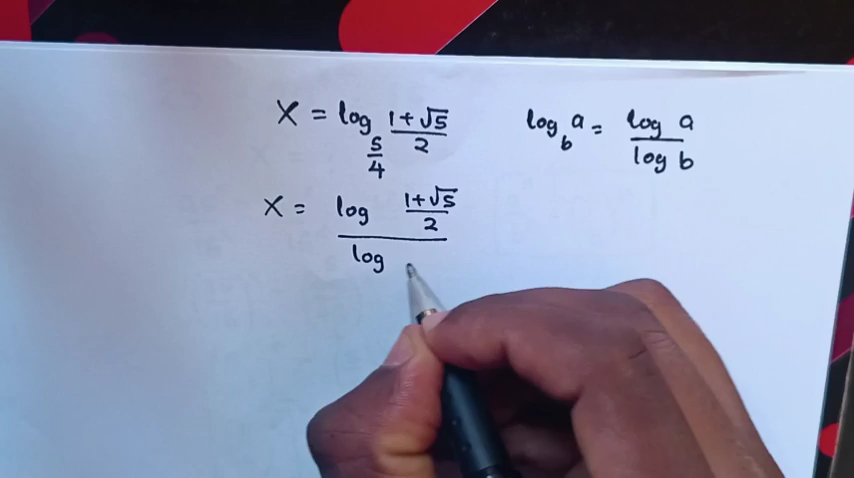 x = log_{5/4} (1+√5)/2
log_b a = log a / log b
x = log (1+√5)/2
log